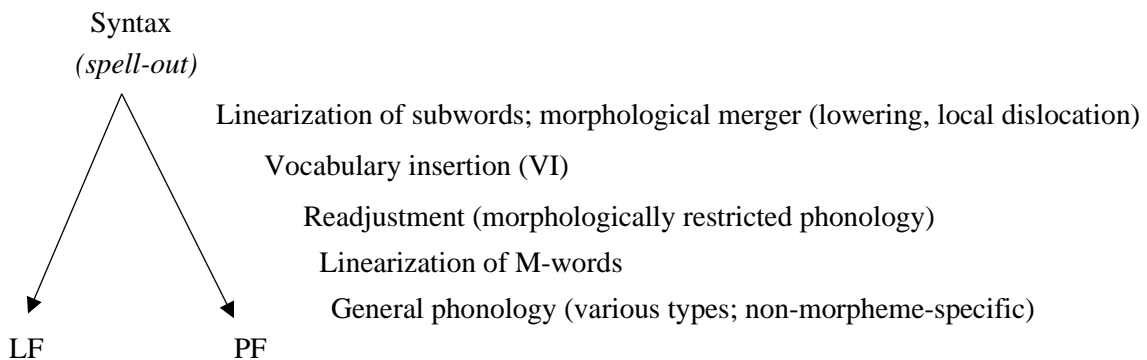 Syntax
(spell-out)
Linearization of subwords; morphological merger (lowering, local dislocation)
Vocabulary insertion (VI)
Readjustment (morphologically restricted phonology)
Linearization of M-words
General phonology (various types; non-morpheme-specific)
LF PF